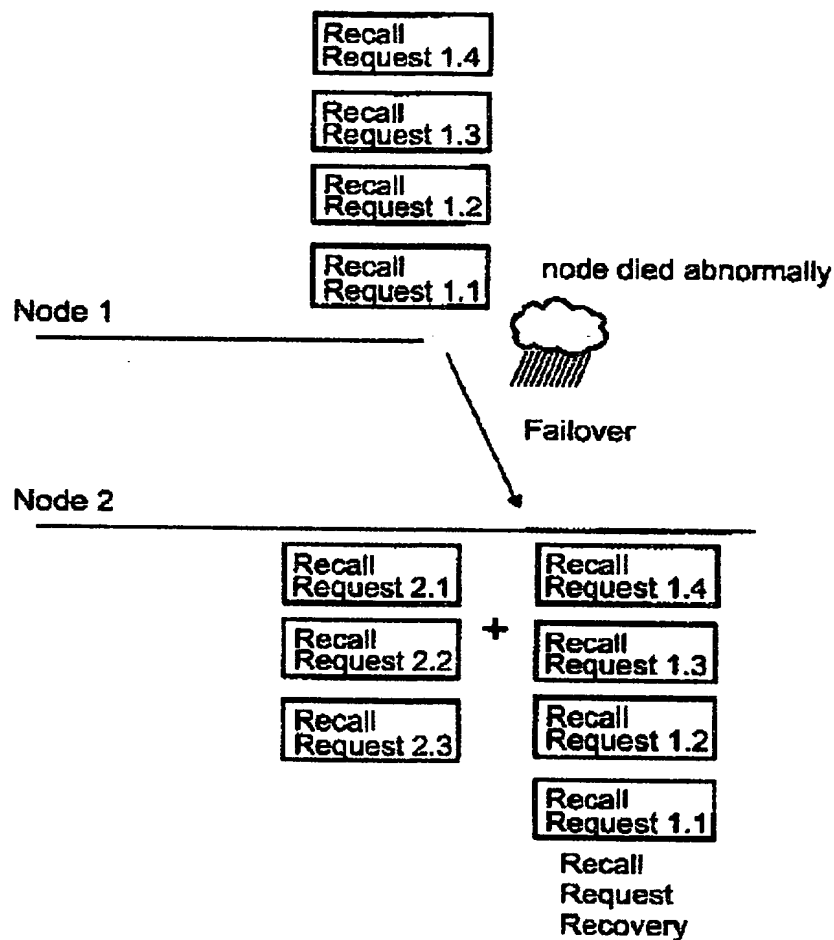 Recall
Request 1.4
Recall
Request 1.3
Recall
Request 1.2
Recall
Request 1.1
node died abnormally
Node 1
Failover
Node 2
Recall
Request 2.1
Recall
Request 2.2
Recall
Request 2.3
+
Recall
Request 1.4
Recall
Request 1.3
Recall
Request 1.2
Recall
Request 1.1
Recall
Request
Recovery